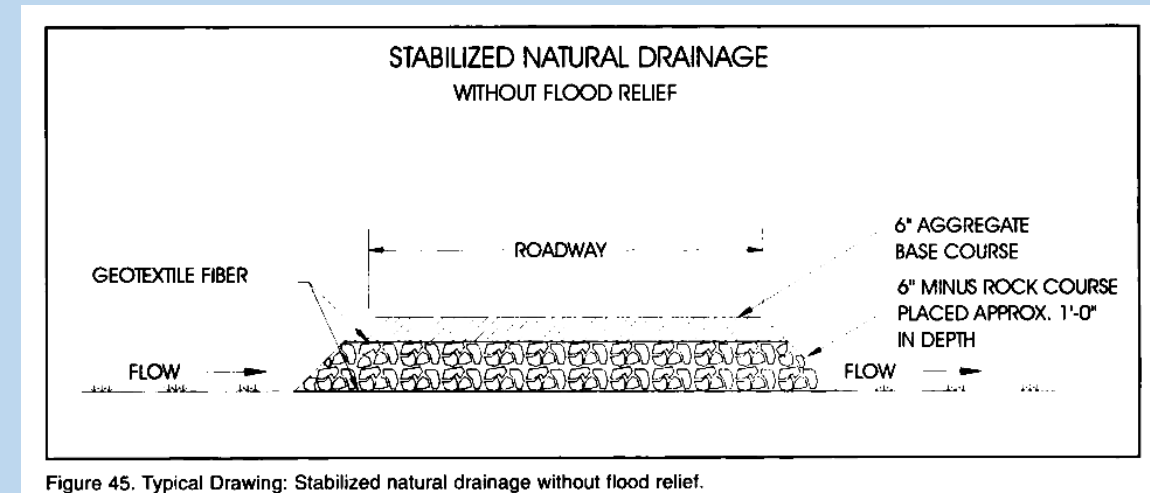 STABILIZED NATURAL DRAINAGE
WITHOUT FLOOD RELIEF
ROADWAY
6" AGGREGATE
BASE COURSE
GEOTEXTILE FIBER
6" MINUS ROCK COURSE
PLACED APPROX. 1'-0"
IN DEPTH
FLOW
FLOW
Figure 45. Typical Drawing: Stabilized natural drainage without flood relief.